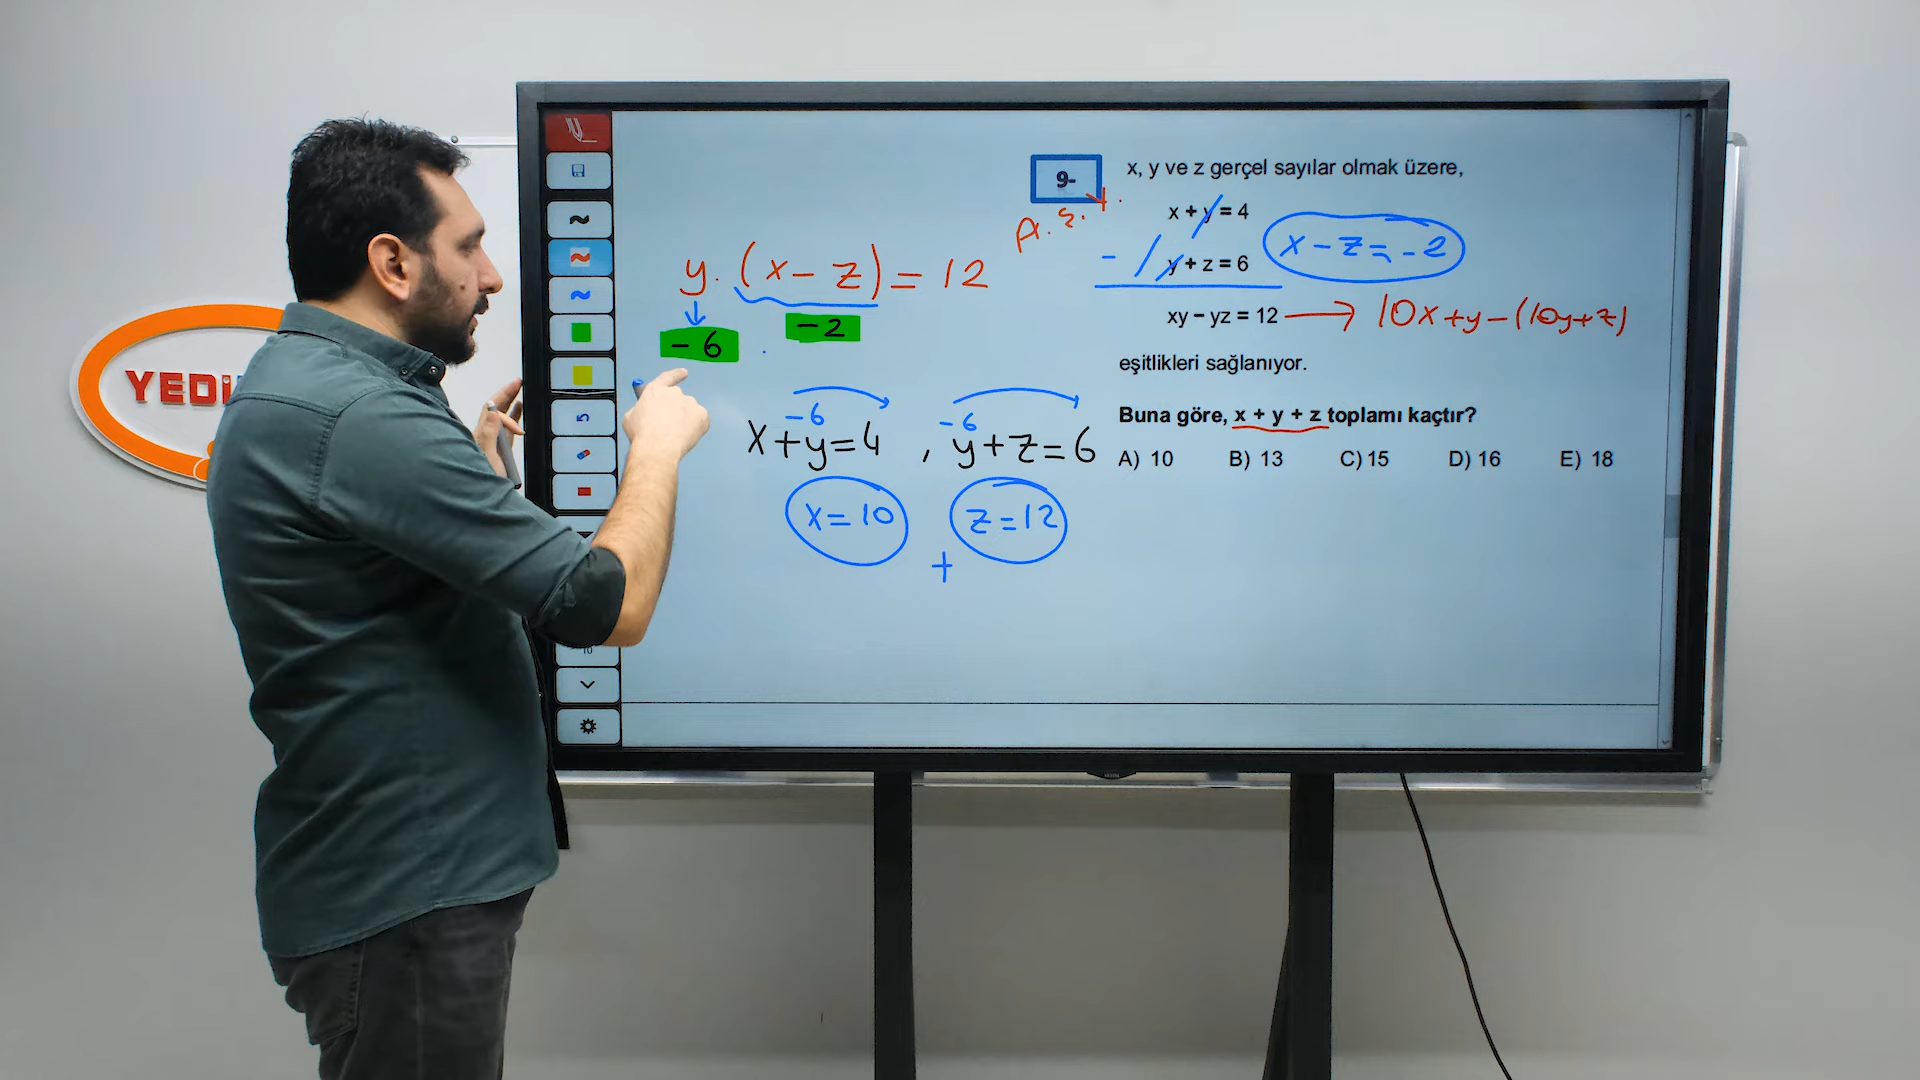 9-
x, y ve z gerçel sayılar olmak üzere,
x + y = 4
- y + z = 6
x - z = -2
xy − yz = 12 → 10x+y-(10y+z)
eşitlikleri sağlanıyor.
Buna göre, x + y + z toplamı kaçtır?
A) 10 B) 13 C) 15 D) 16 E) 18
y. (x - z) = 12
-6 . -2
-6 -6
x+y=4 , y+z=6
x=10 z=12
+
YEDİ